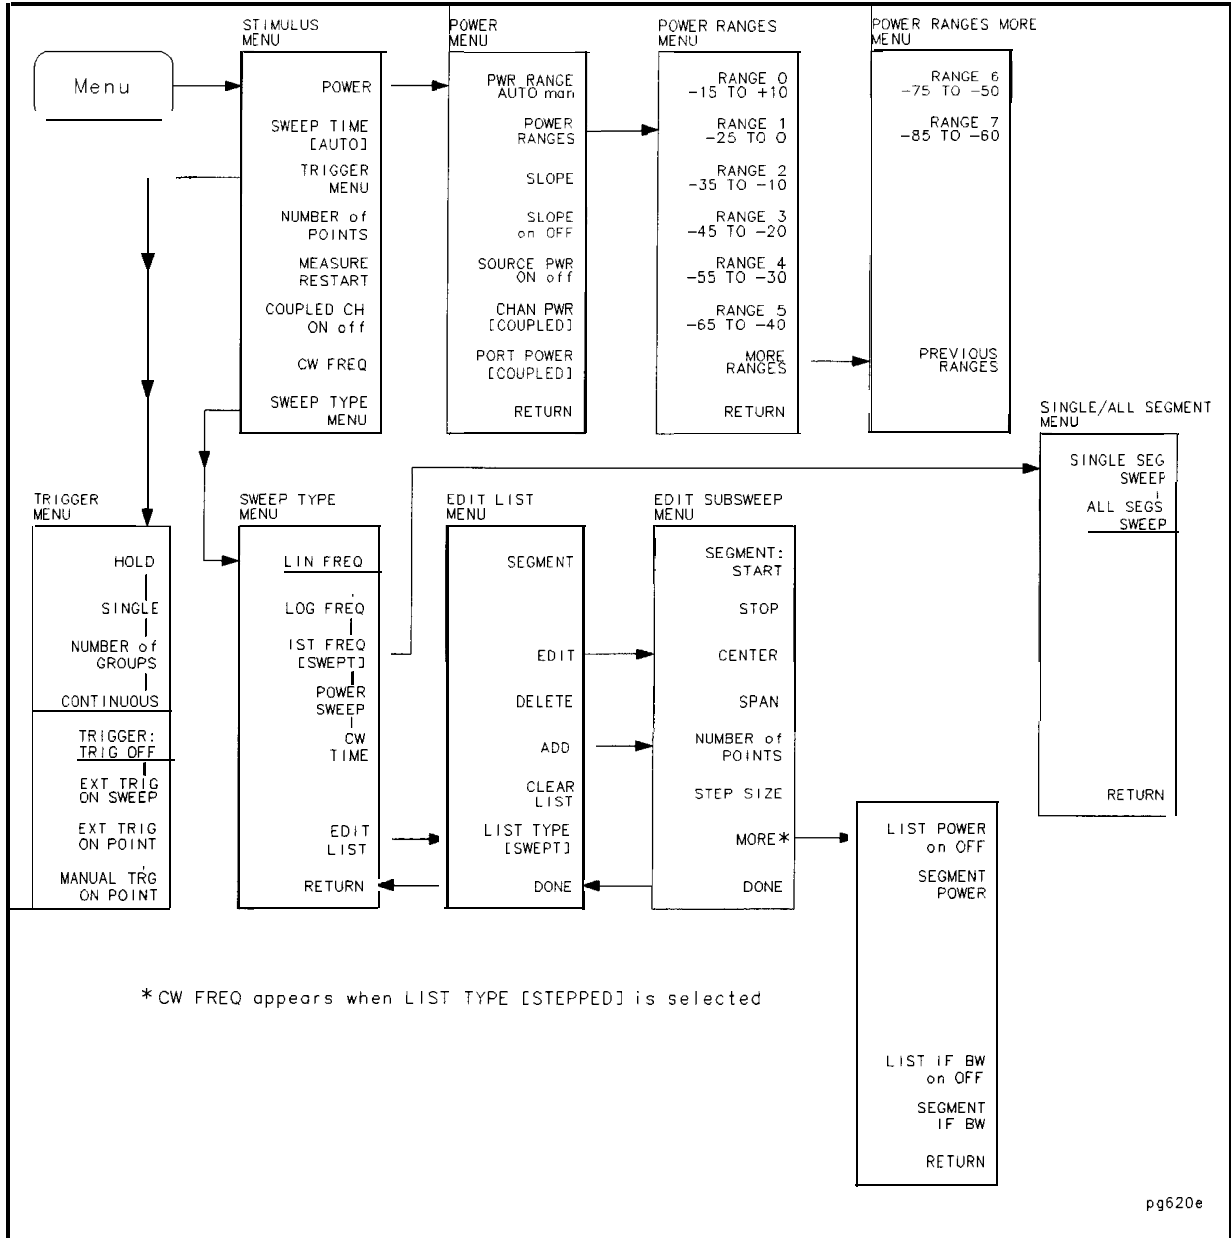 Menu
STIMULUS
MENU
POWER
SWEEP TIME
[AUTO]
TRIGGER
MENU
NUMBER of
POINTS
MEASURE
RESTART
COUPLED CH
ON off
CW FREQ
SWEEP TYPE
MENU
POWER
MENU
PWR RANGE
AUTO man
POWER
RANGES
SLOPE
SLOPE
on OFF
SOURCE PWR
ON off
CHAN PWR
[COUPLED]
PORT POWER
[COUPLED]
RETURN
POWER RANGES
MENU
RANGE 0
-15 TO +10
RANGE 1
-25 TO 0
RANGE 2
-35 TO -10
RANGE 3
-45 TO -20
RANGE 4
-55 TO -30
RANGE 5
-65 TO -40
MORE
RANGES
RETURN
POWER RANGES MORE
MENU
RANGE 6
-75 TO -50
RANGE 7
-85 TO -60
PREVIOUS
RANGES
SINGLE/ALL SEGMENT
MENU
SINGLE SEG
SWEEP
ALL SEGS
SWEEP
RETURN
TRIGGER
MENU
HOLD
SINGLE
NUMBER of
GROUPS
CONTINUOUS
TRIGGER:
TRIG OFF
EXT TRIG
ON SWEEP
EXT TRIG
ON POINT
MANUAL TRG
ON POINT
SWEEP TYPE
MENU
LIN FREQ
LOG FREQ
IST FREQ
[SWEPT]
POWER
SWEEP
CW
TIME
EDIT
LIST
RETURN
EDIT LIST
MENU
SEGMENT
EDIT
DELETE
ADD
CLEAR
LIST
LIST TYPE
[SWEPT]
DONE
EDIT SUBSWEEP
MENU
SEGMENT:
START
STOP
CENTER
SPAN
NUMBER of
POINTS
STEP SIZE
MORE*
DONE
LIST POWER
on OFF
SEGMENT
POWER
LIST IF BW
on OFF
SEGMENT
IF BW
RETURN
* CW FREQ appears when LIST TYPE [STEPPED] is selected
pg620e